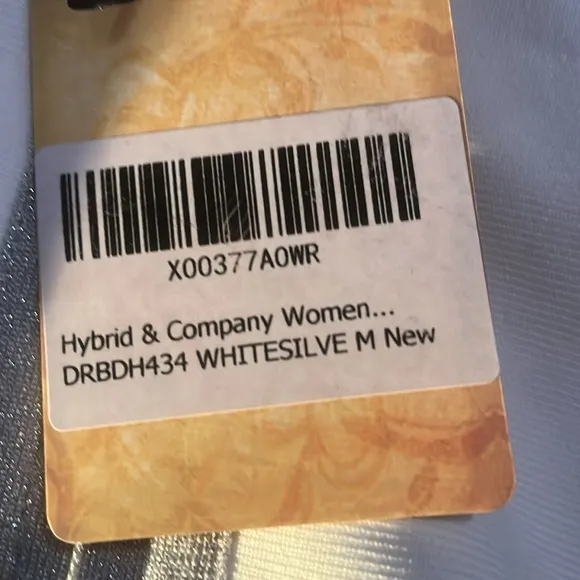 X00377A0WR
Hybrid & Company Women...
DRBDH434 WHITESILVE M New